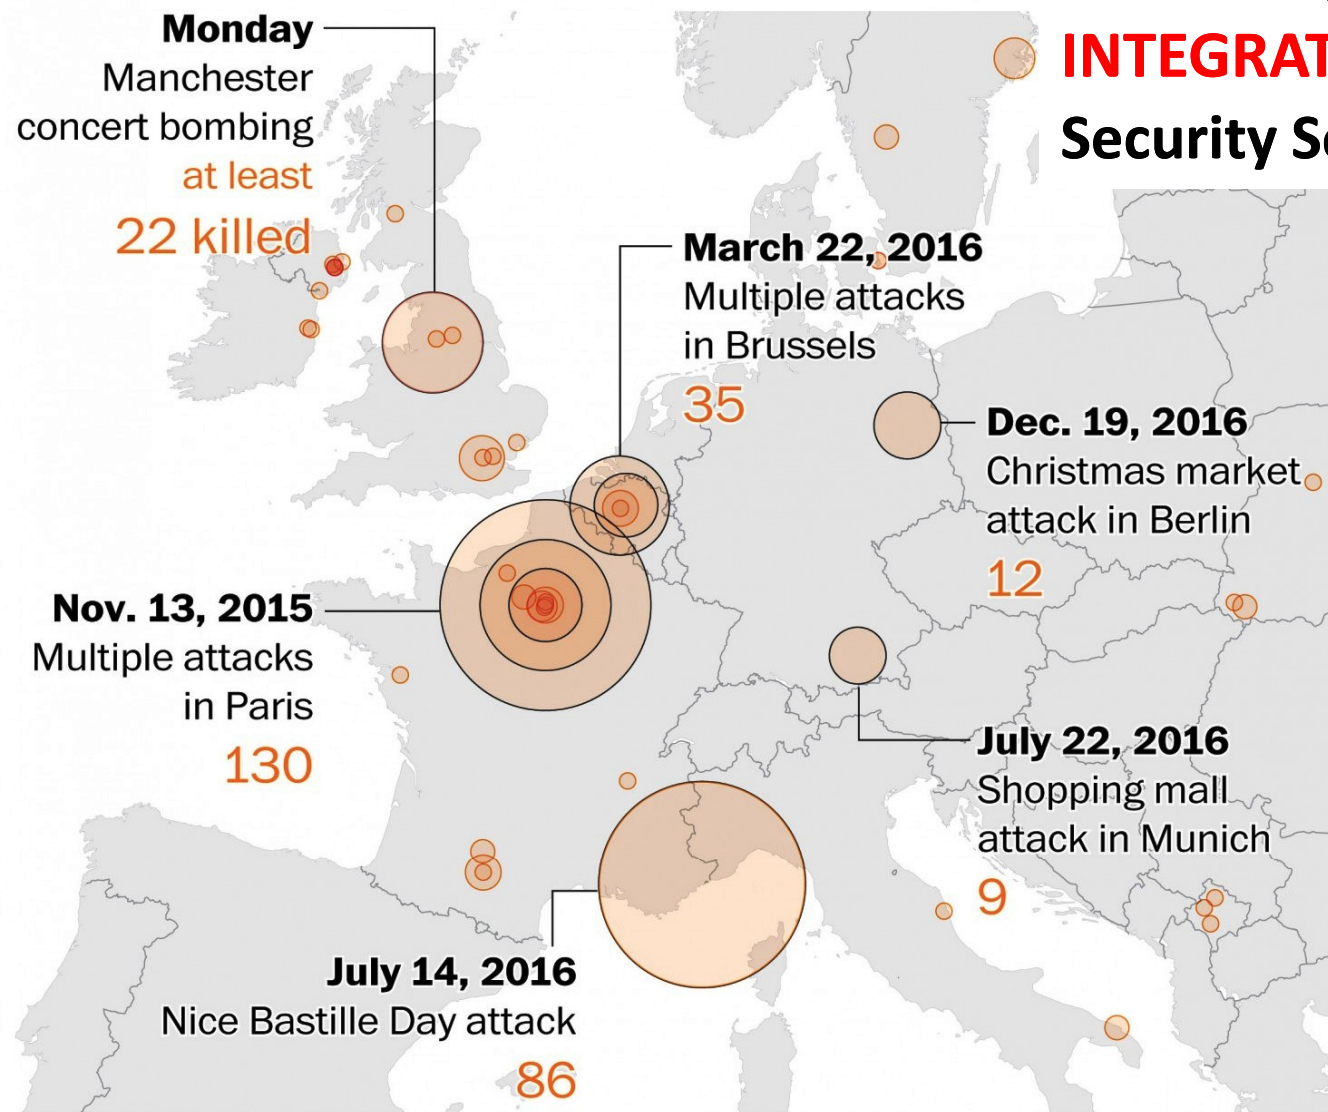 Monday
Manchester
concert bombing
at least
22 killed
INTEGRAT
Security
March 22, 2016
Multiple attacks
in Brussels
35
Dec. 19, 2016
Christmas market
attack in Berlin
12
Nov. 13, 2015
Multiple attacks
in Paris
130
July 22, 2016
Shopping mall
attack in Munich
9
July 14, 2016
Nice Bastille Day attack
86